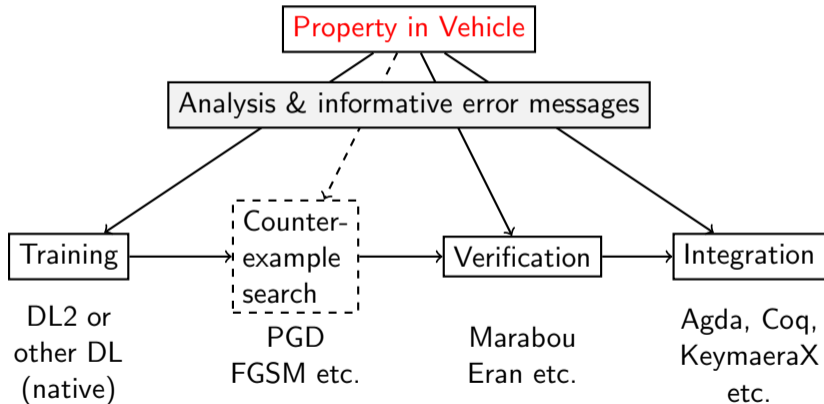 Property in Vehicle
Analysis & informative error messages
Training
Counter-
example
search
Verification
Integration
DL2 or
other DL
(native)
PGD
FGSM etc.
Marabou
Eran etc.
Agda, Coq,
KeymaeraX
etc.